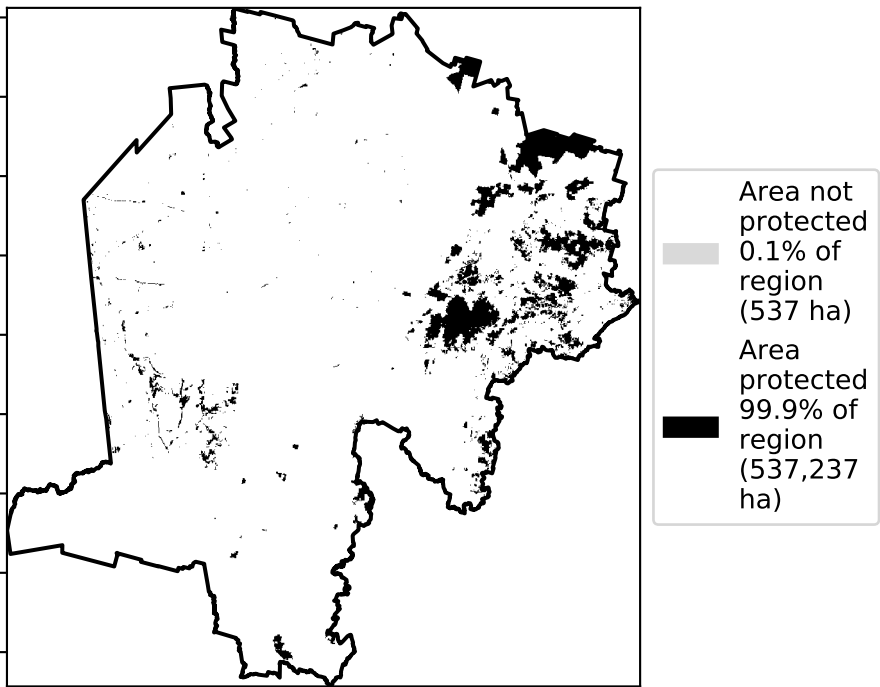 Area not
protected
0.1% of
region
(537 ha)
Area
protected
99.9% of
region
(537,237
ha)